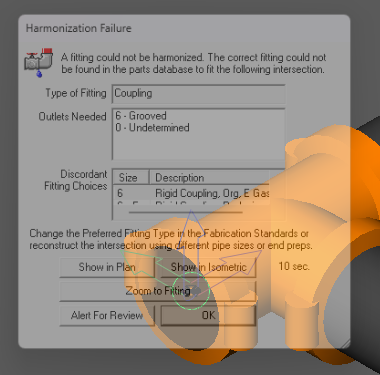 Harmonization Failure
A fitting could not be harmonized. The correct fitting could not
be found in the parts database to fit the following intersection.
Type of Fitting Coupling
Outlets Needed 6 - Grooved
0 - Undetermined
Discordant
Fitting Choices
Size Description
6 Rigid Coupling, Org, E Gas
Change the Preferred Fitting Type in the Fabrication Standards or
reconstruct the intersection using different pipe sizes or end preps.
Show in Plan Show in Isometric 10 sec.
Zoom to Fitting
Alert For Review OK